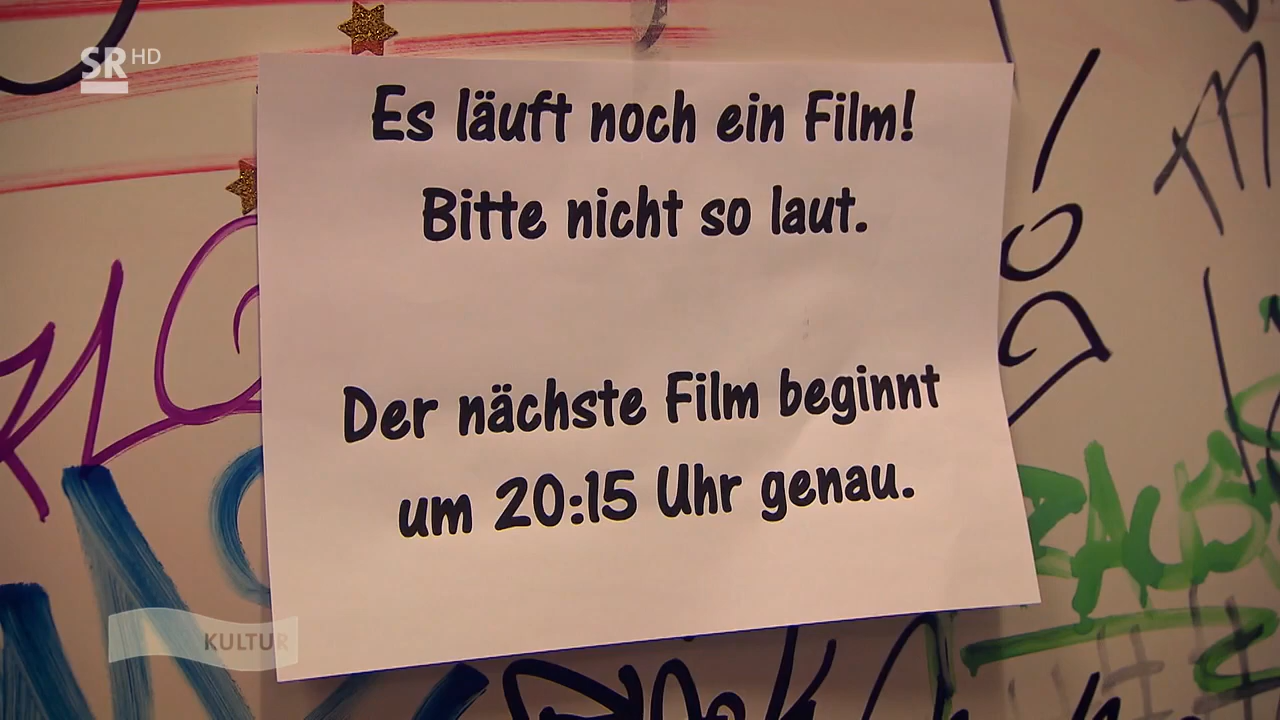 SR HD
Es läuft noch ein Film!
Bitte nicht so laut.
Der nächste Film beginnt
um 20:15 Uhr genau.
KULTUR